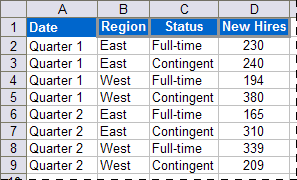 A B C D
1 Date Region Status New Hires
2 Quarter 1 East Full-time 230
3 Quarter 1 East Contingent 240
4 Quarter 1 West Full-time 194
5 Quarter 1 West Contingent 380
6 Quarter 2 East Full-time 165
7 Quarter 2 East Contingent 310
8 Quarter 2 West Full-time 339
9 Quarter 2 West Contingent 209